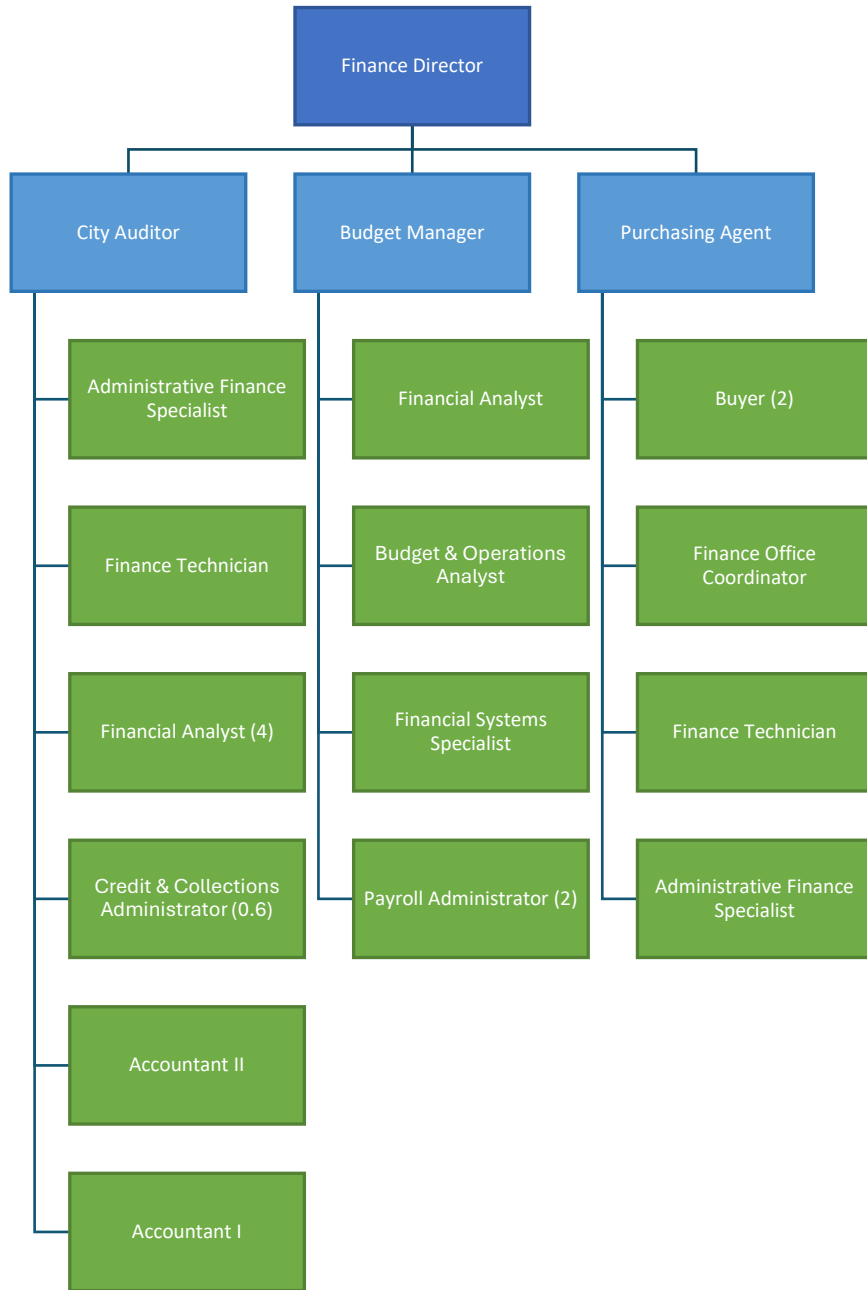 Finance Director
City Auditor
Budget Manager
Purchasing Agent
Administrative Finance
Specialist
Finance Technician
Financial Analyst (4)
Credit & Collections
Administrator (0.6)
Accountant II
Accountant I
Financial Analyst
Budget & Operations
Analyst
Financial Systems
Specialist
Payroll Administrator (2)
Buyer (2)
Finance Office
Coordinator
Finance Technician
Administrative Finance
Specialist